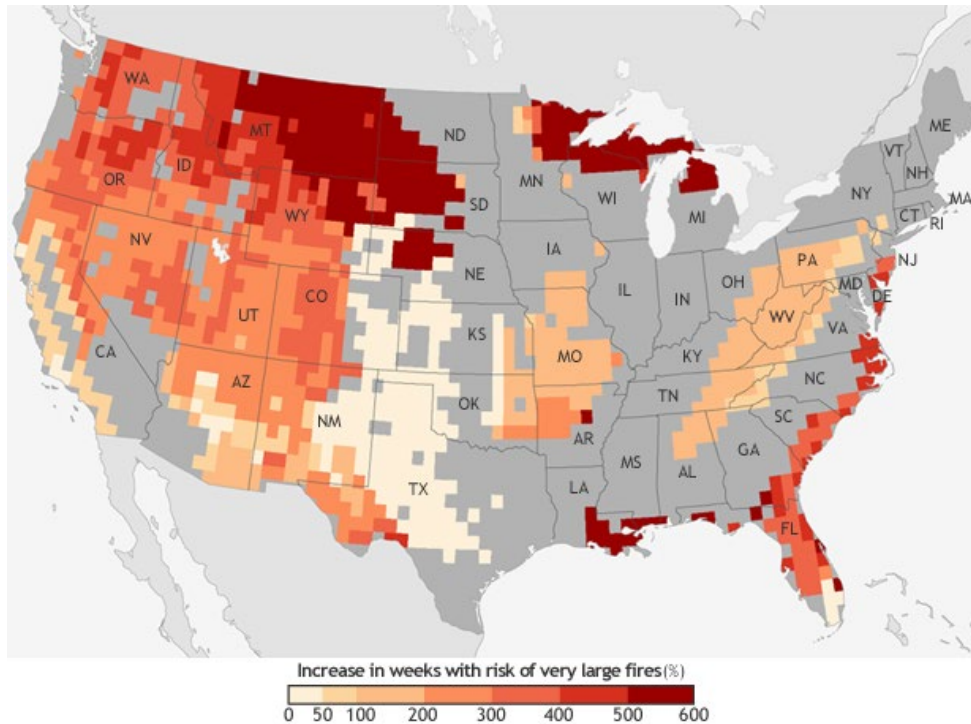 WA
MT
ND
ME
VT
NH
ID
OR
MN
NY
MA
SD
WI
CT
RI
WY
MI
IA
PA
NJ
NV
NE
OH
MD
DE
IL
IN
CO
UT
WV
VA
KS
MO
KY
CA
NC
AZ
TN
OK
NM
SC
AR
MS
AL
GA
TX
LA
FL
Increase in weeks with risk of very large fires(%)
0 50 100 200 300 400 500 600